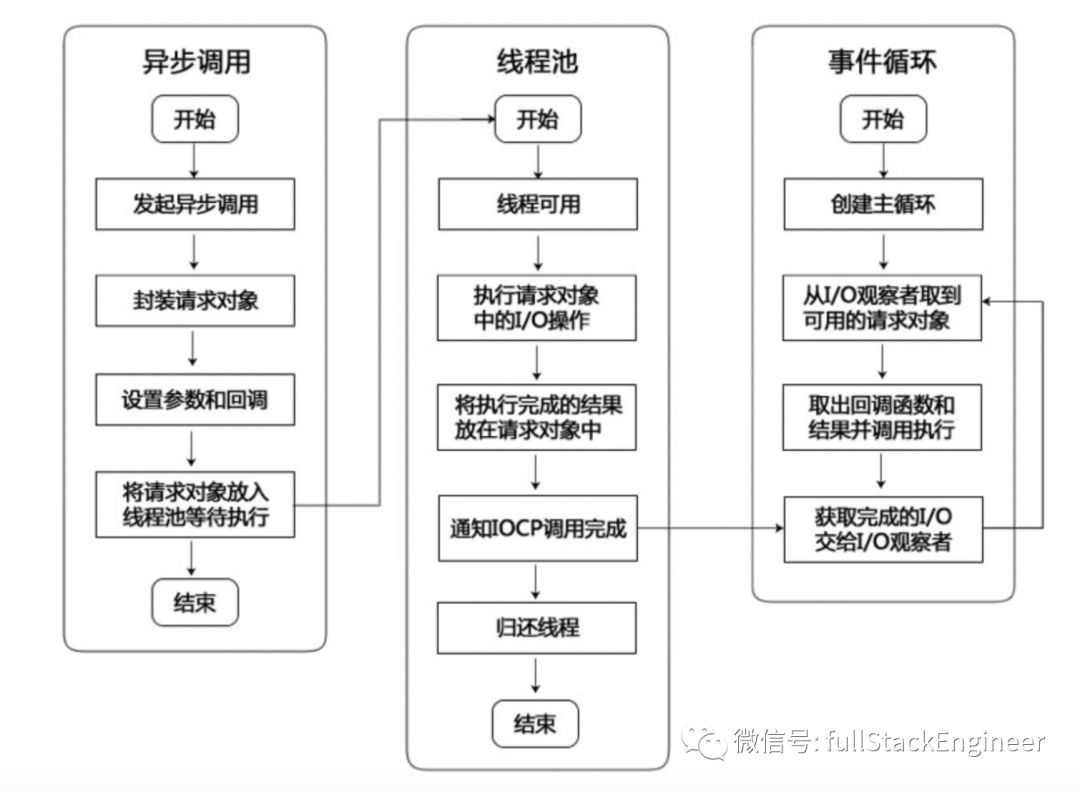 异步调用
开始
发起异步调用
封装请求对象
设置参数和回调
将请求对象放入
线程池等待执行
结束
线程池
开始
线程可用
执行请求对象
中的I/O操作
将执行完成的结果
放在请求对象中
通知IOCP调用完成
归还线程
结束
事件循环
开始
创建主循环
从I/O观察者取到
可用的请求对象
取出回调函数和
结果并调用执行
获取完成的I/O
交给I/O观察者
微信号: fullStackEngineer